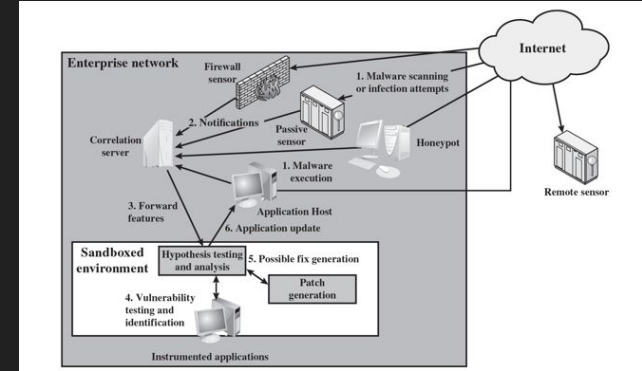 Internet
Enterprise network
Firewall
sensor
1. Malware scanning
or infection attempts
2. Notifications
Passive
sensor
Correlation
server
Honeypot
1. Malware
execution
Remote sensor
3. Forward
features
Application Host
6. Application update
Sandboxed
environment
Hypothesis testing
and analysis
5. Possible fix generation
Patch
generation
4. Vulnerability
testing and
identification
Instrumented applications